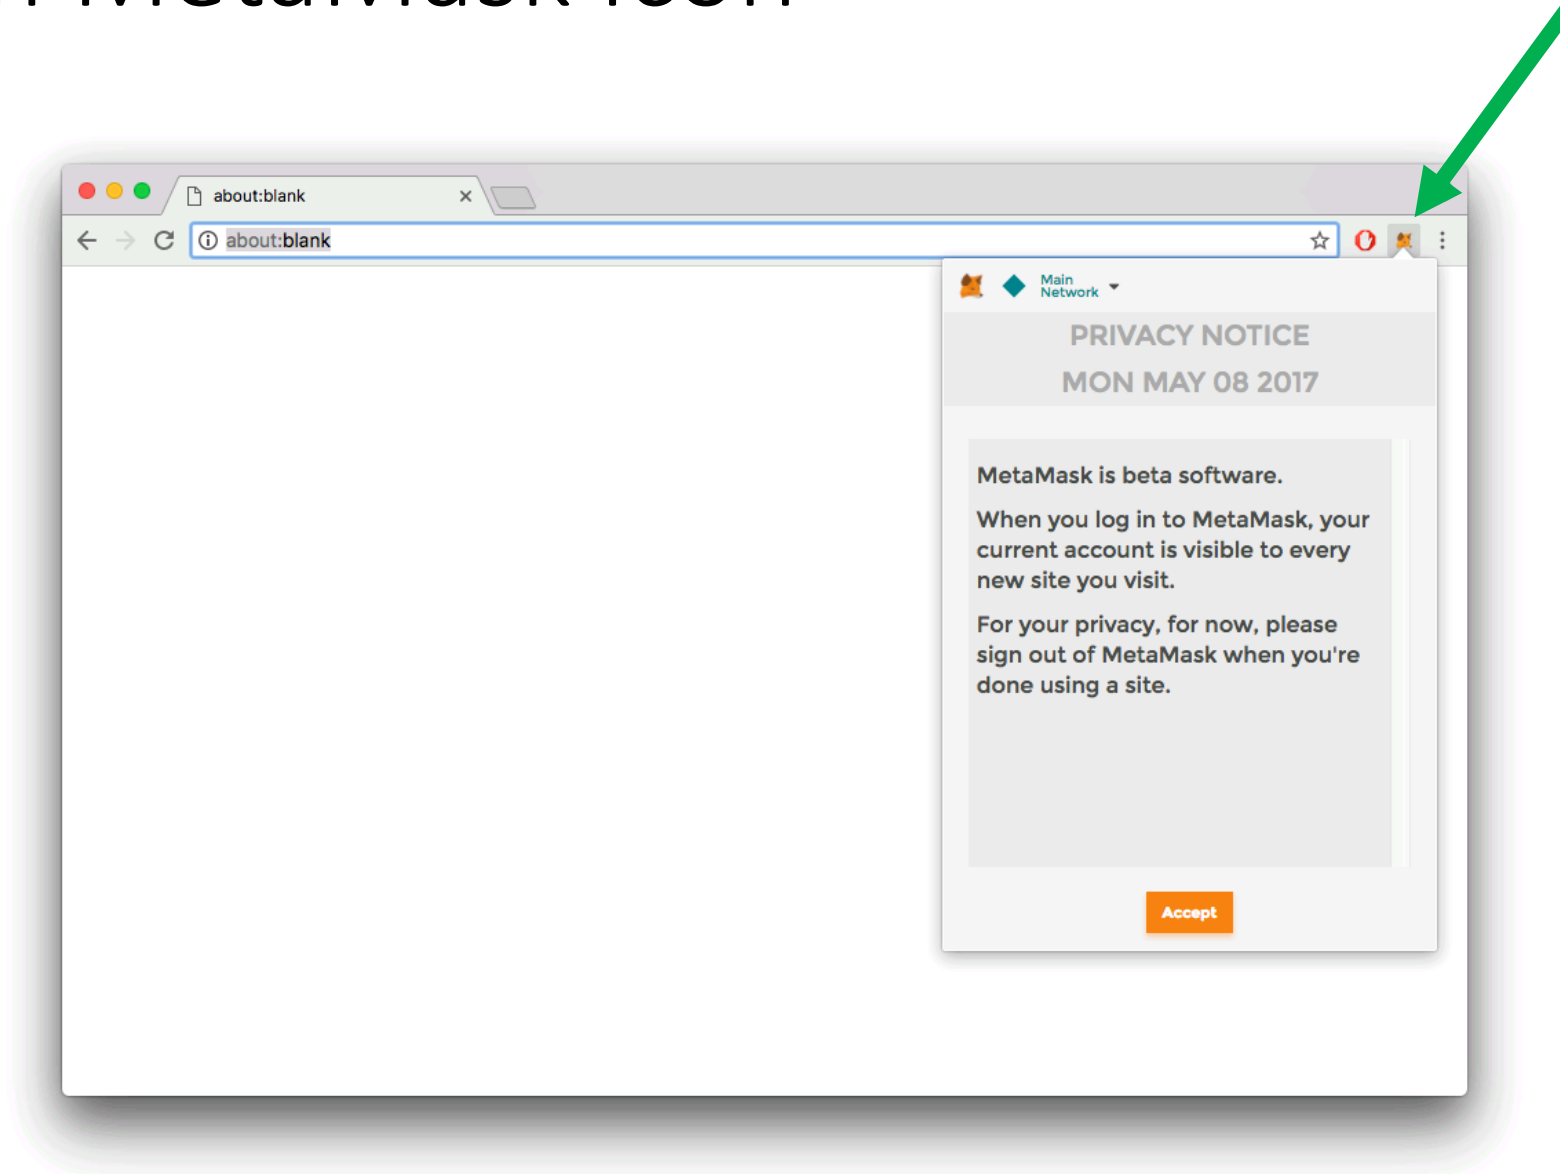 MetaMask icon
about:blank
about:blank
Main
Network
PRIVACY NOTICE
MON MAY 08 2017
MetaMask is beta software.
When you log in to MetaMask, your
current account is visible to every
new site you visit.
For your privacy, for now, please
sign out of MetaMask when you're
done using a site.
Accept